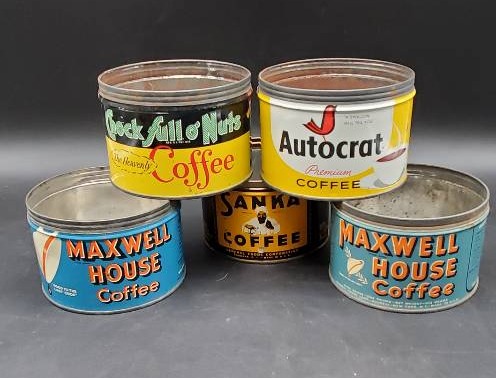 Chock full o' Nuts
The Heavenly
Coffee
Autocrat
Premium
COFFEE
MAXWELL
HOUSE
Coffee
SANKA
COFFEE
MAXWELL
HOUSE
Coffee